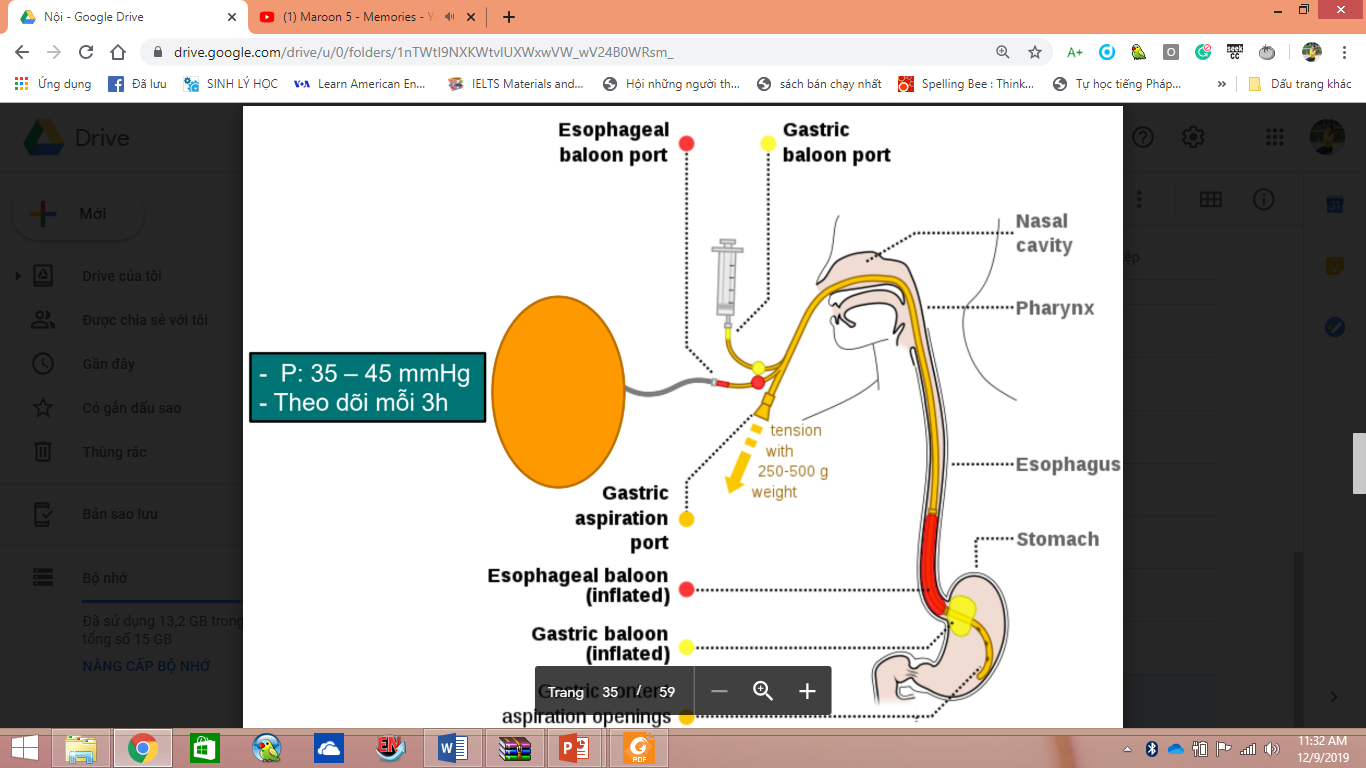 Nội - Google Drive
(1) Maroon 5 - Memories - Y
drive.google.com/drive/u/0/folders/1nTWtI9NXKWtvIUXWxwVW_wV24B0WRsm_
Ứng dụng
Đã lưu
SINH LÝ HỌC
Learn American En...
IELTS Materials and...
Hội những người th...
sách bán chạy nhất
Spelling Bee : Think...
Tự học tiếng Pháp...
»
Dấu trang khác
Drive
Mới
Drive của tôi
Được chia sẻ với tôi
Gần đây
Có gắn dấu sao
Thùng rác
Bản sao lưu
Bộ nhớ
Đã sử dụng 13,2 GB trong
tổng số 15 GB
NÂNG CẤP BỘ NHỚ
Esophageal
baloon port
Gastric
baloon port
Nasal
cavity
Pharynx
- P: 35 – 45 mmHg
- Theo dõi mỗi 3h
tension
with
250-500 g
weight
Esophagus
Gastric
aspiration
port
Stomach
Esophageal baloon
(inflated)
Gastric baloon
(inflated)
Gastric content
aspiration openings
Trang 35 / 59
11:32 AM
12/9/2019